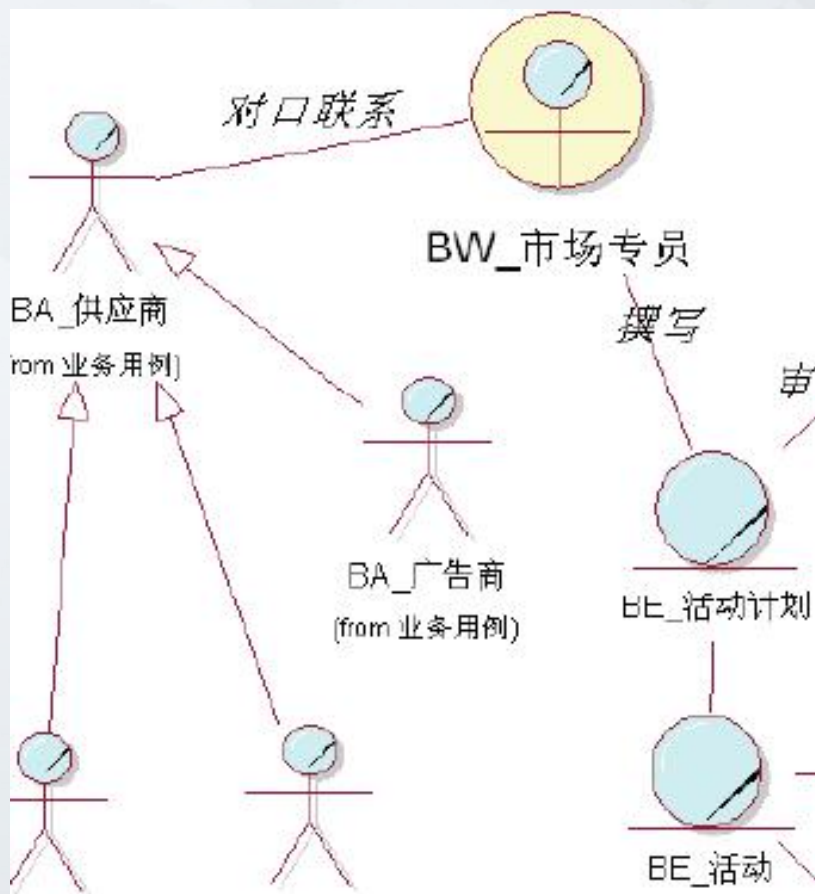 对口联系
BW_市场专员
BA_供应商
from 业务用例)
撰写
审
BA_广告商
(from 业务用例)
BE_活动计划
BE_活动